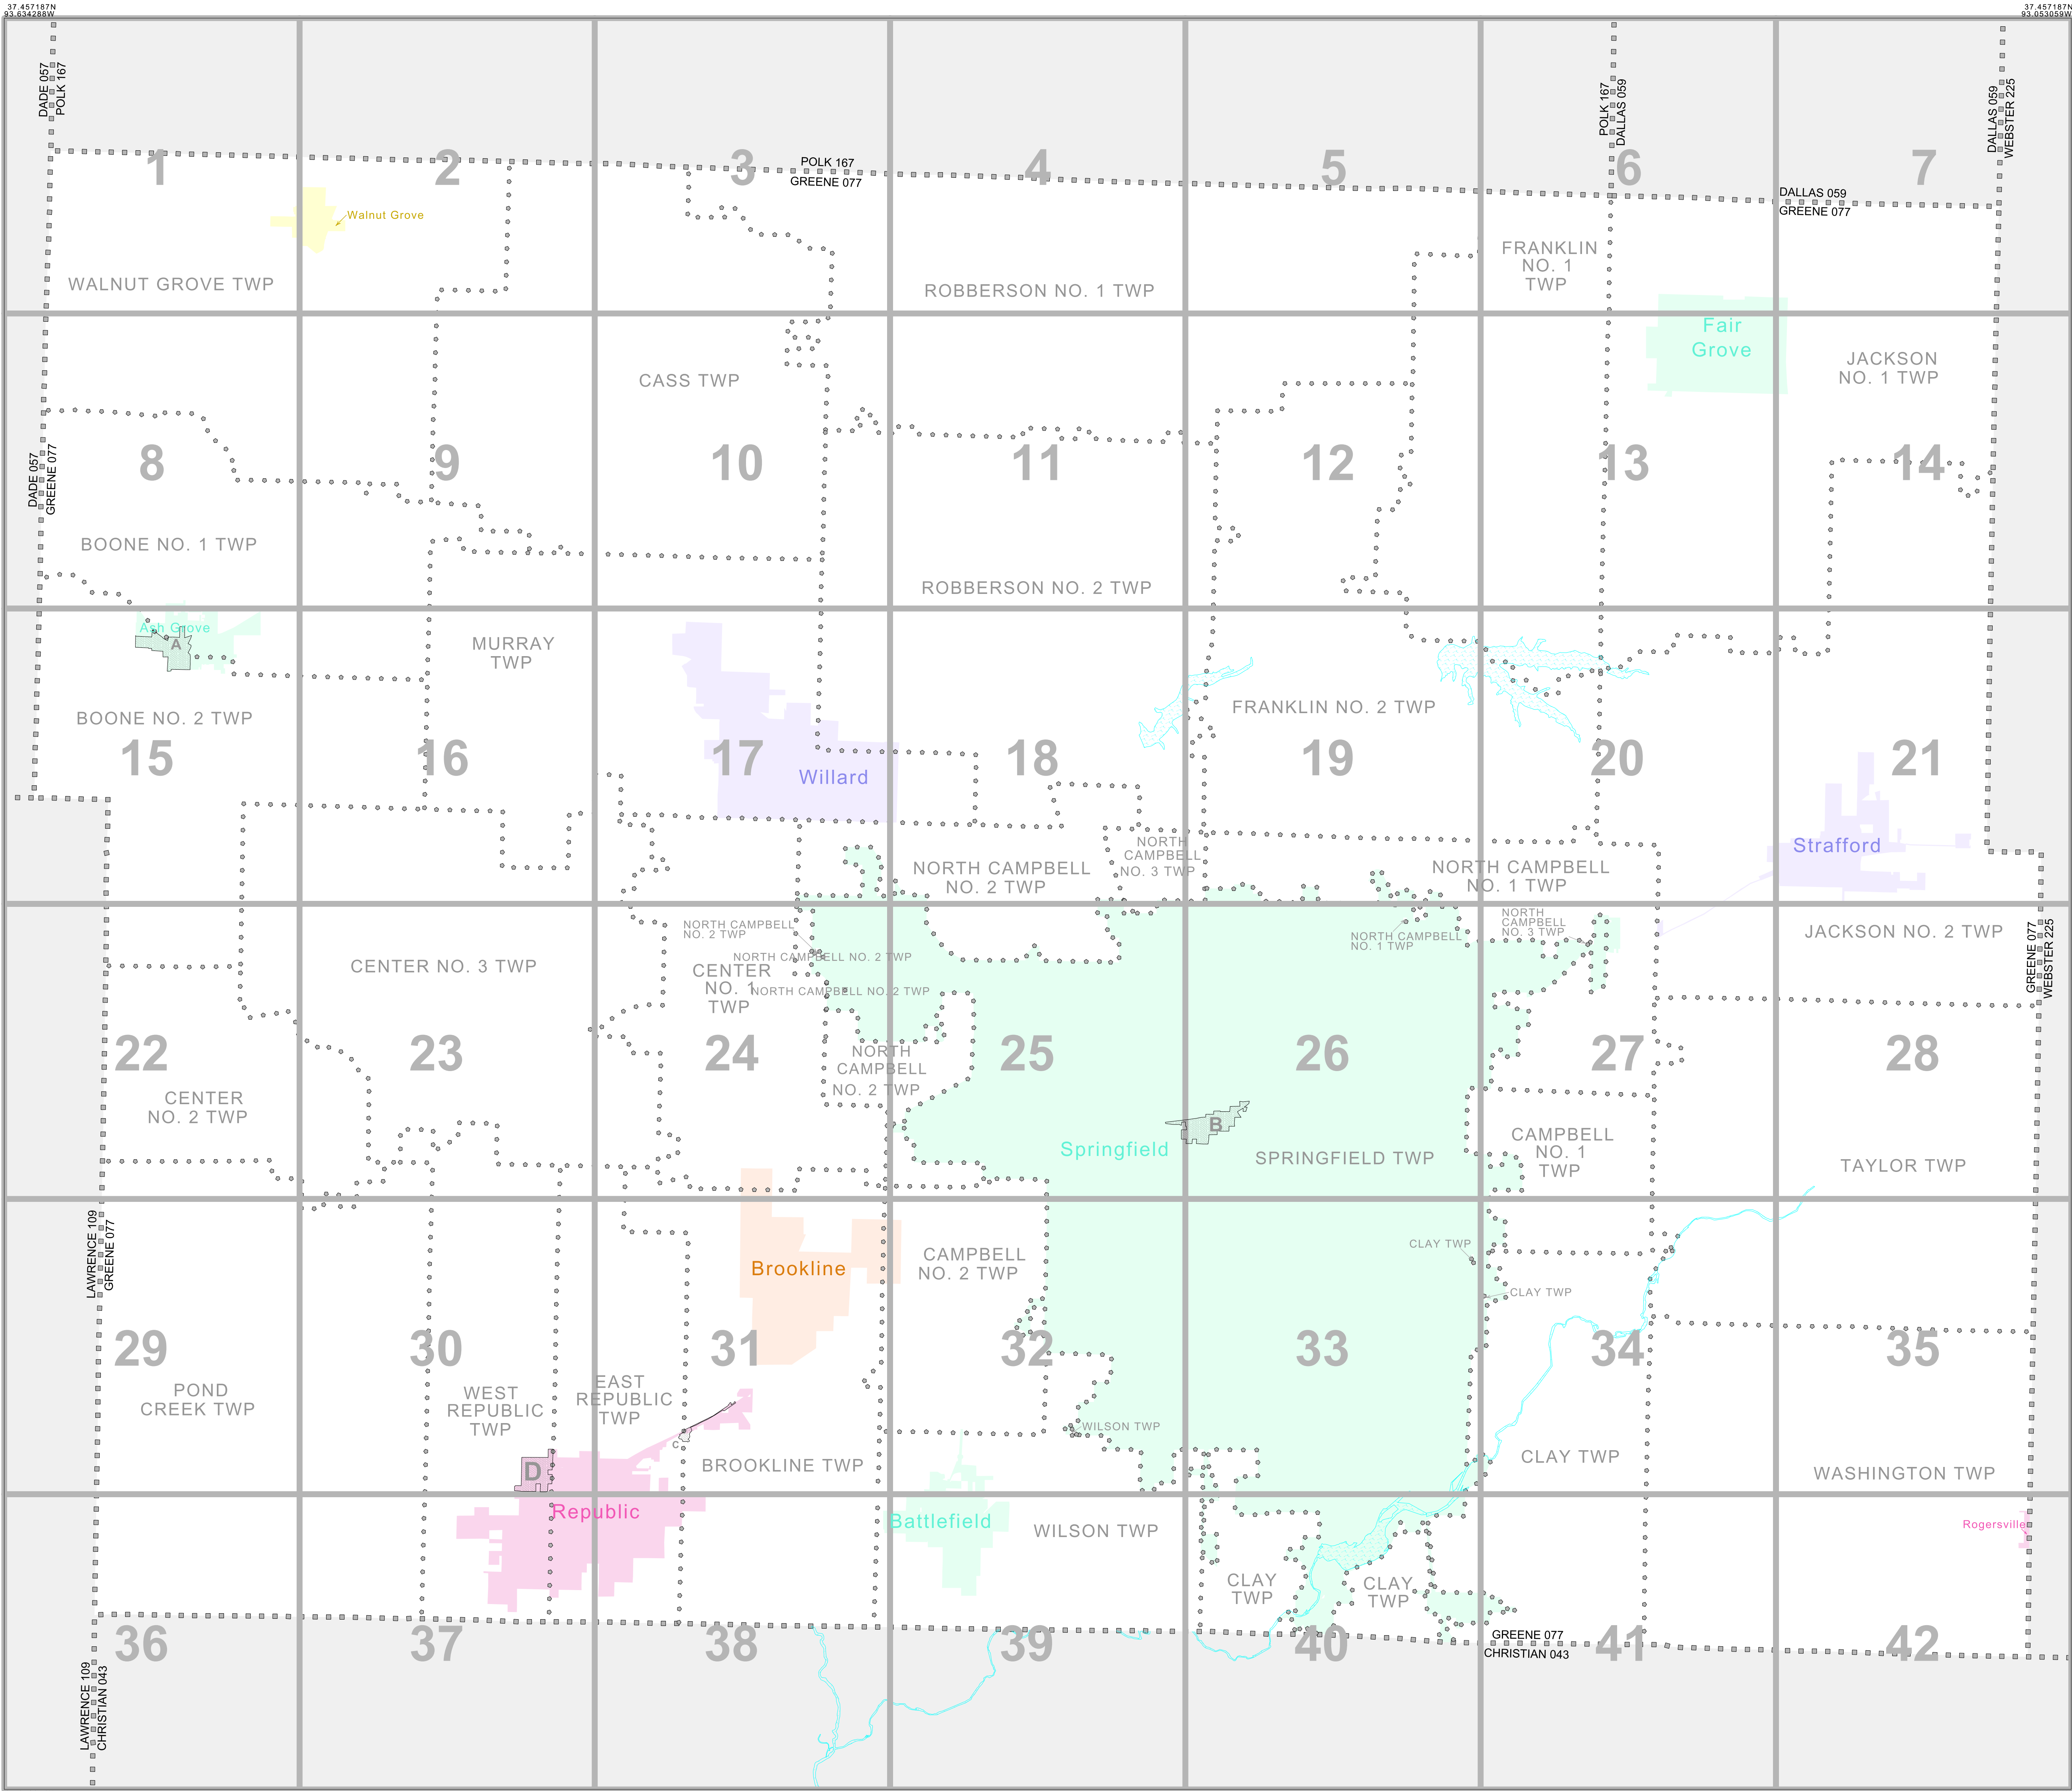 37.457187N
93.634288W
37.457187N
93.053059W
DADE 057
POLK 167
POLK 167
DALLAS 059
DALLAS 059
WEBSTER 225
1
2
3
4
5
6
7
POLK 167
GREENE 077
DALLAS 059
GREENE 077
Walnut Grove
WALNUT GROVE TWP
ROBBERSON NO. 1 TWP
FRANKLIN
NO. 1
TWP
Fair
Grove
CASS TWP
JACKSON
NO. 1 TWP
DADE 057
GREENE 077
8
9
10
11
12
13
14
BOONE NO. 1 TWP
ROBBERSON NO. 2 TWP
Ash Grove
A
MURRAY
TWP
BOONE NO. 2 TWP
FRANKLIN NO. 2 TWP
15
16
17
18
19
20
21
Willard
Strafford
NORTH CAMPBELL
NO. 2 TWP
NORTH
CAMPBELL
NO. 3 TWP
NORTH CAMPBELL
NO. 1 TWP
NORTH CAMPBELL
NO. 2 TWP
NORTH CAMPBELL
NO. 1 TWP
NORTH
CAMPBELL
NO. 3 TWP
JACKSON NO. 2 TWP
GREENE 077
WEBSTER 225
CENTER NO. 3 TWP
NORTH CAMPBELL NO. 2 TWP
CENTER
NO. 1
TWP
NORTH CAMPBELL NO. 2 TWP
22
23
24
25
26
27
28
NORTH
CAMPBELL
NO. 2 TWP
CENTER
NO. 2 TWP
B
Springfield
SPRINGFIELD TWP
CAMPBELL
NO. 1
TWP
TAYLOR TWP
LAWRENCE 109
GREENE 077
Brookline
CAMPBELL
NO. 2 TWP
CLAY TWP
CLAY TWP
29
30
31
32
33
34
35
POND
CREEK TWP
WEST
REPUBLIC
TWP
EAST
REPUBLIC
TWP
C
WILSON TWP
D
BROOKLINE TWP
CLAY TWP
WASHINGTON TWP
Republic
Battlefield
WILSON TWP
Rogersville
CLAY
TWP
CLAY
TWP
36
37
38
39
40
41
42
GREENE 077
CHRISTIAN 043
LAWRENCE 109
CHRISTIAN 043